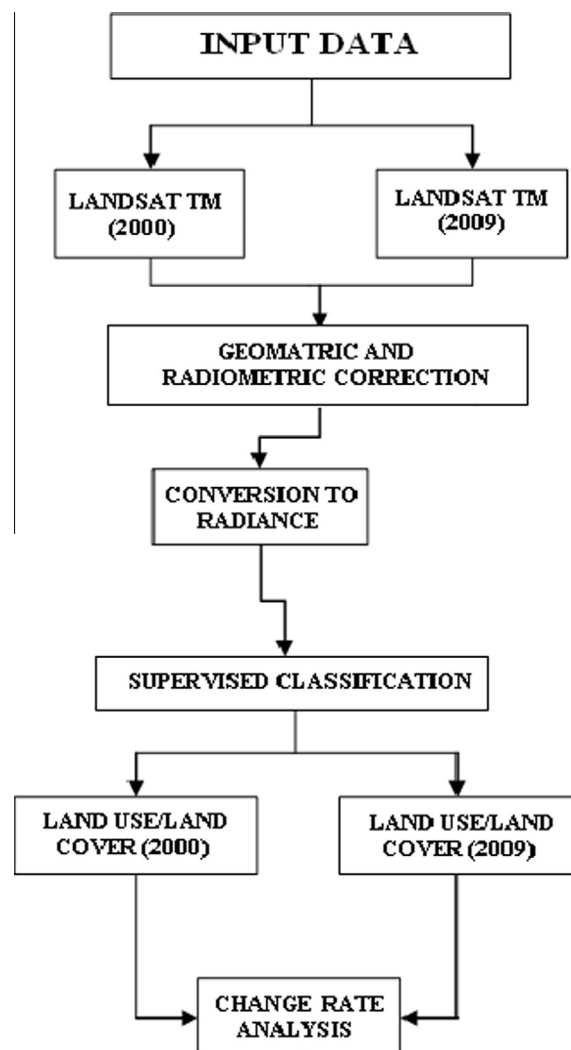 INPUT DATA
LANDSAT TM
(2000)
LANDSAT TM
(2009)
GEOMATRIC AND
RADIOMETRIC CORRECTION
CONVERSION TO
RADIANCE
SUPERVISED CLASSIFICATION
LAND USE/LAND
COVER (2000)
LAND USE/LAND
COVER (2009)
CHANGE RATE
ANALYSIS